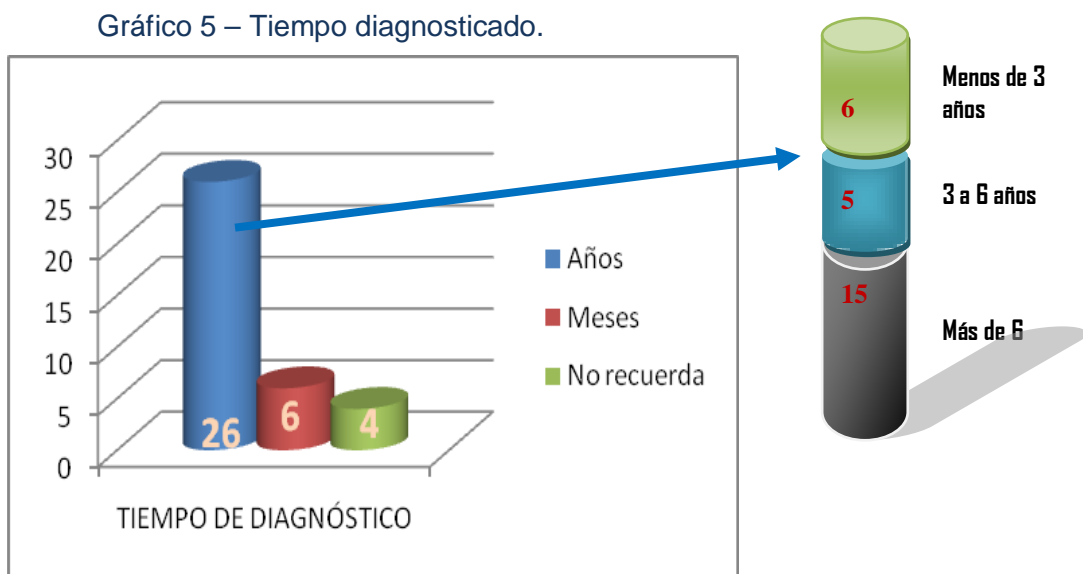 Gráfico 5 – Tiempo diagnosticado.
30
25
20
15
10
5
0
26
6
4
TIEMPO DE DIAGNÓSTICO
Años
Meses
No recuerda
6
Menos de 3
años
5
3 a 6 años
15
Más de 6